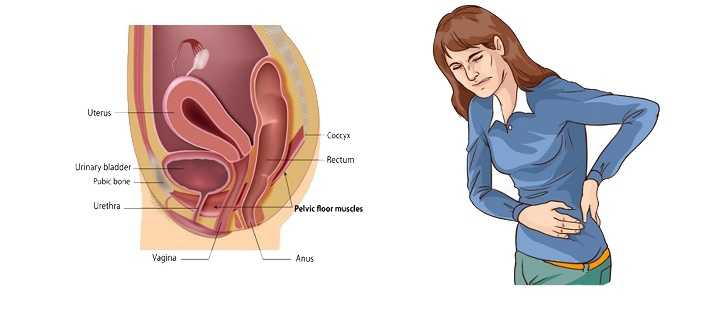 Uterus
Coccyx
Rectum
Urinary bladder
Pubic bone
Urethra
Pelvic floor muscles
Vagina
Anus